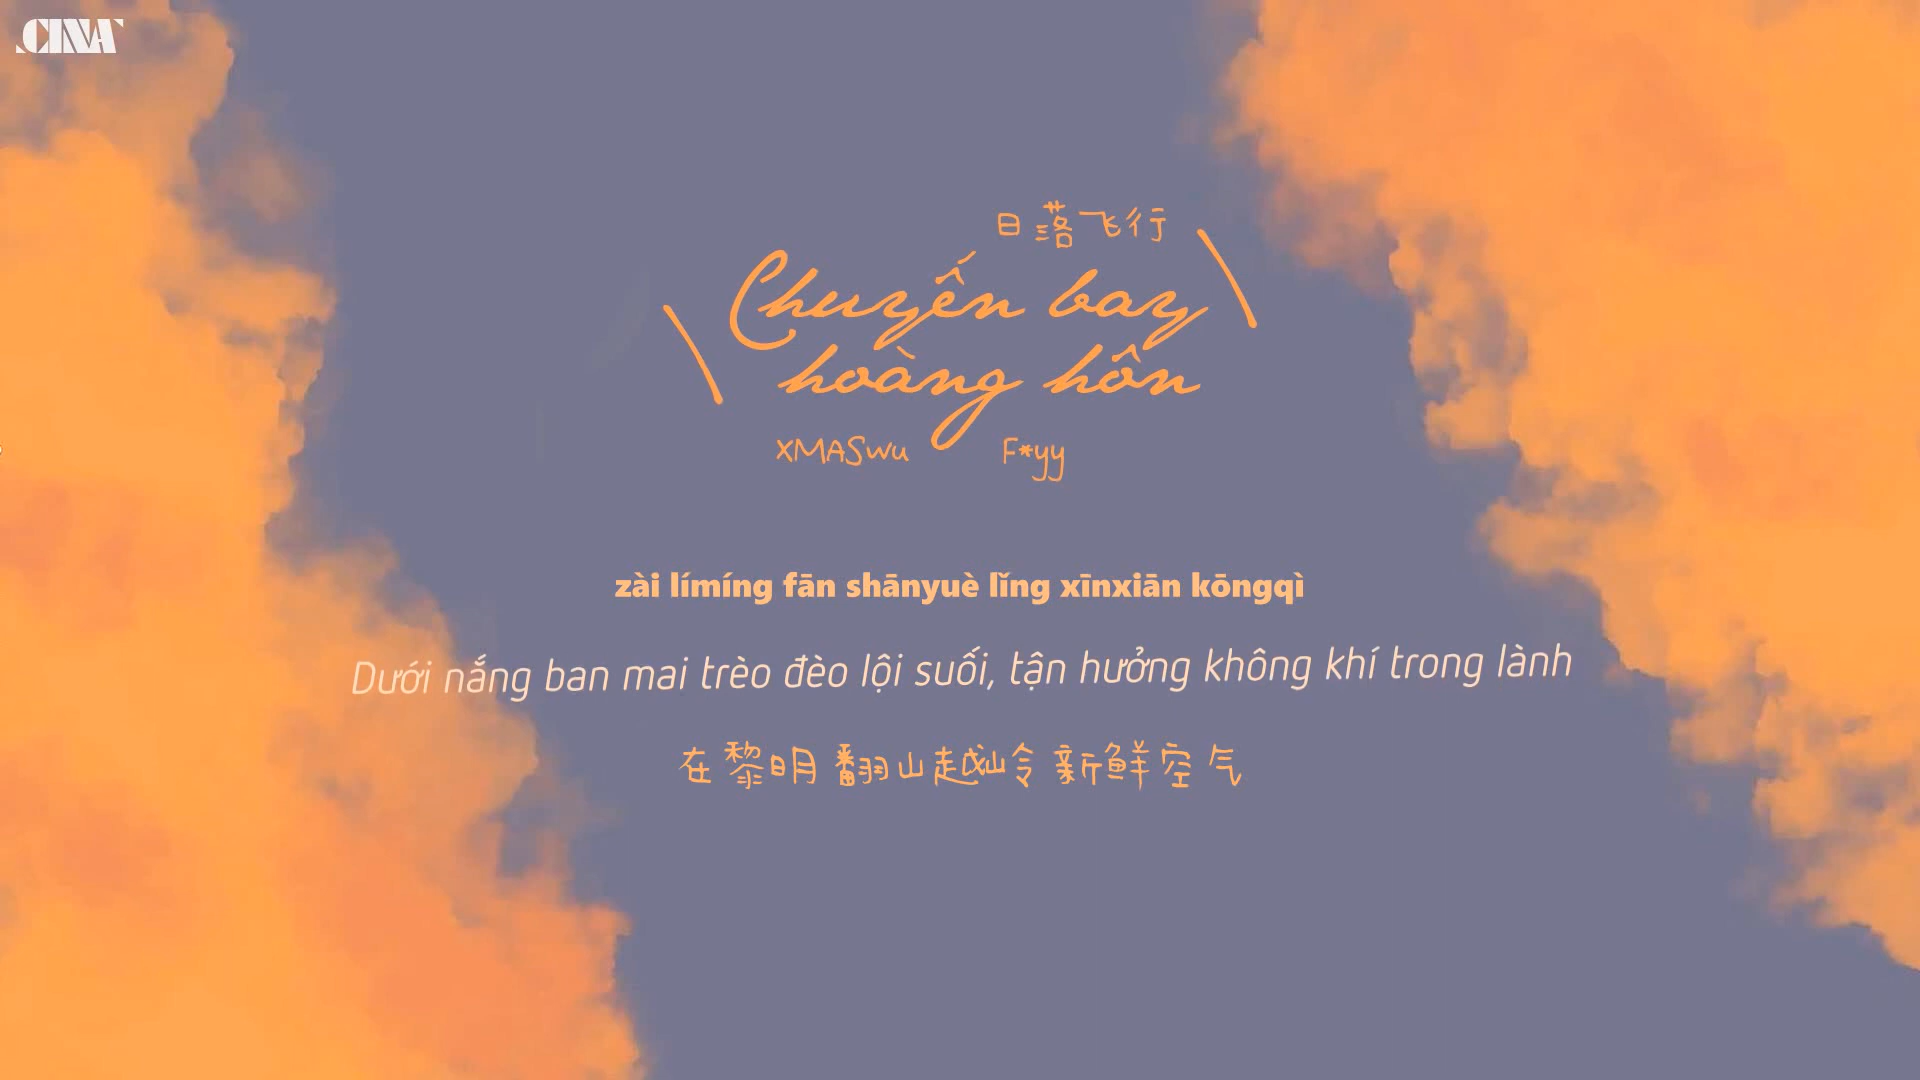 CINA
日落飞行
Chuyến bay
hoàng hôn
XMASwu F*yy
zài límíng fān shānyuè lǐng xīnxiān kōngqì
Dưới nắng ban mai trèo đèo lội suối, tận hưởng không khí trong lành
在黎明翻山越岭新鲜空气